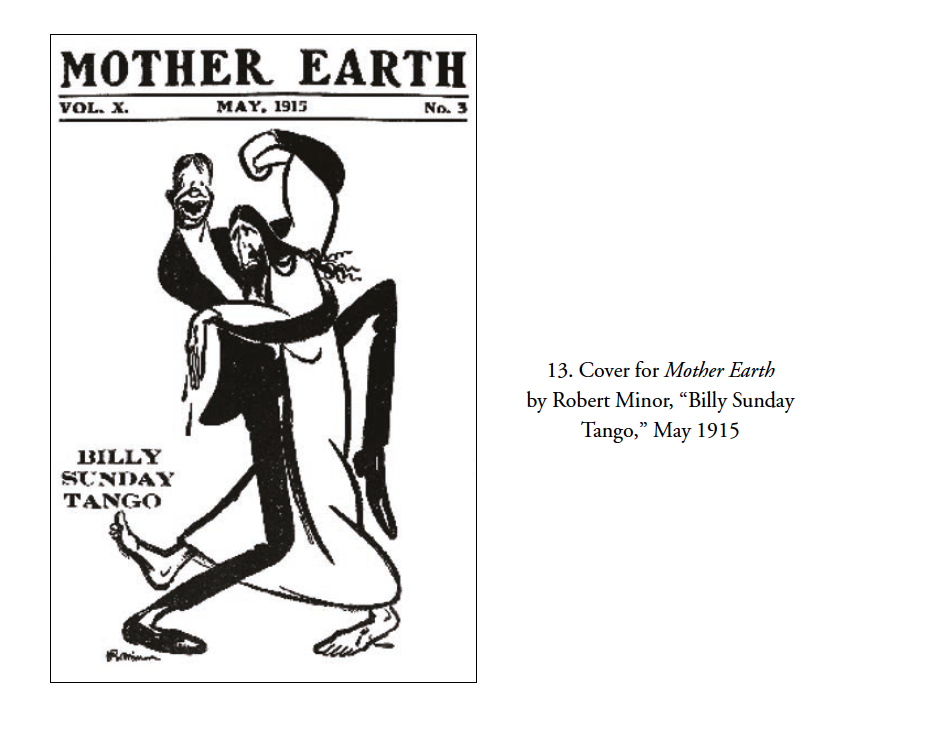 MOTHER EARTH
VOL. X. MAY, 1915 No. 3
BILLY
SUNDAY
TANGO
13. Cover for Mother Earth
by Robert Minor, “Billy Sunday
Tango,” May 1915